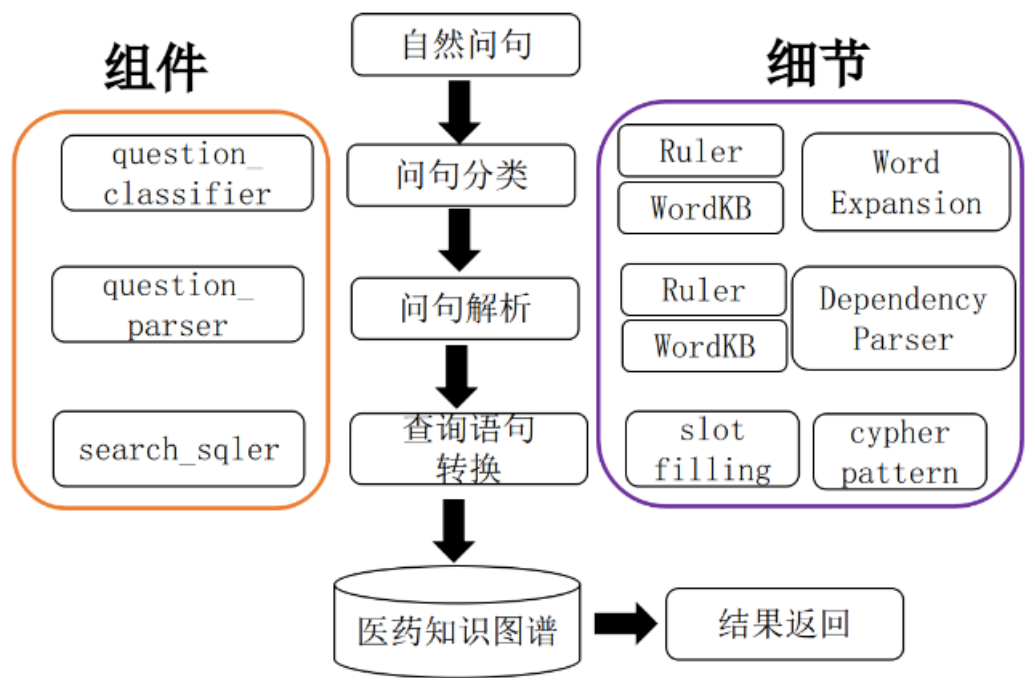 组件
自然问句
细节
question_
classifier
问句分类
Ruler
WordKB
Word
Expansion
question_
parser
问句解析
Ruler
WordKB
Dependency
Parser
search_sqler
查询语句
转换
slot
filling
cypher
pattern
医药知识图谱
结果返回